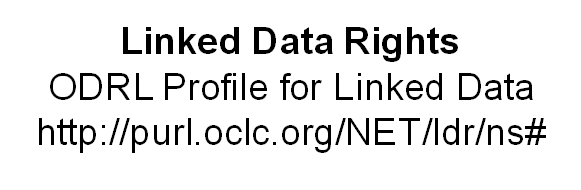 Linked Data Rights
ODRL Profile for Linked Data
http://purl.oclc.org/NET/ldr/ns#